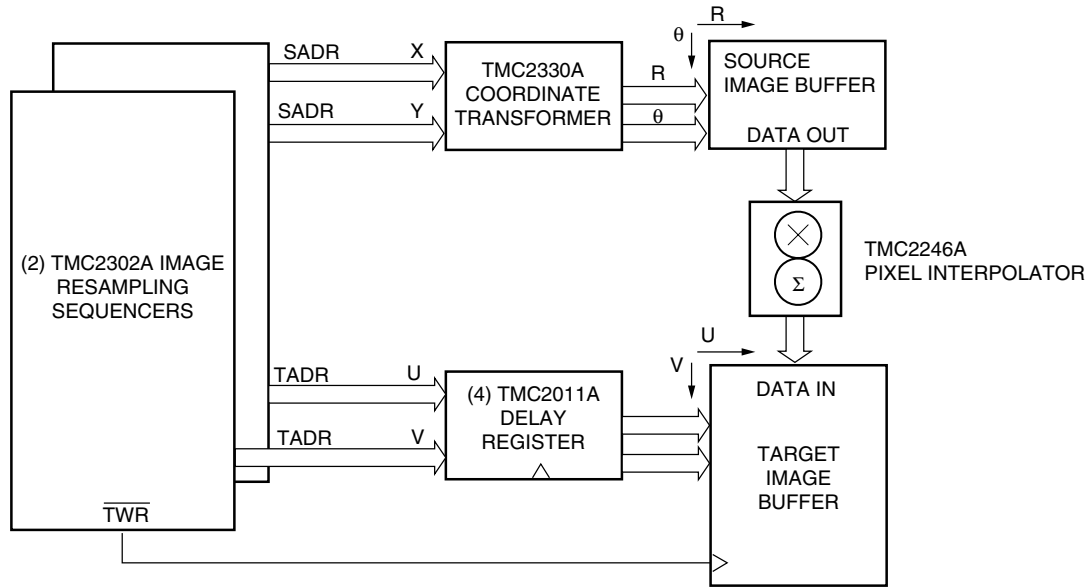 R
θ
SADR X
TMC2330A
COORDINATE
TRANSFORMER
R
θ
SOURCE
IMAGE BUFFER
DATA OUT
SADR Y
(2) TMC2302A IMAGE
RESAMPLING
SEQUENCERS
TWR
Σ
TMC2246A
PIXEL INTERPOLATOR
U
V
TADR U
TADR V
(4) TMC2011A
DELAY
REGISTER
DATA IN
TARGET
IMAGE
BUFFER